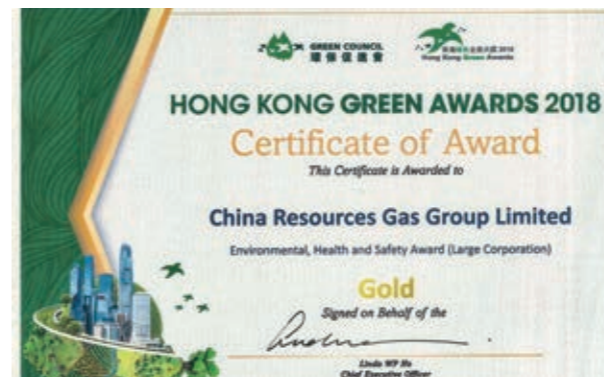 GREEN COUNCIL
環保促進會
Hong Kong Green Awards
HONG KONG GREEN AWARDS 2018
Certificate of Award
This Certificate is Awarded to
China Resources Gas Group Limited
Environmental, Health and Safety Award (Large Corporation)
Gold
Signed on Behalf of the
Linda WP Ho
Chief Executive Officer